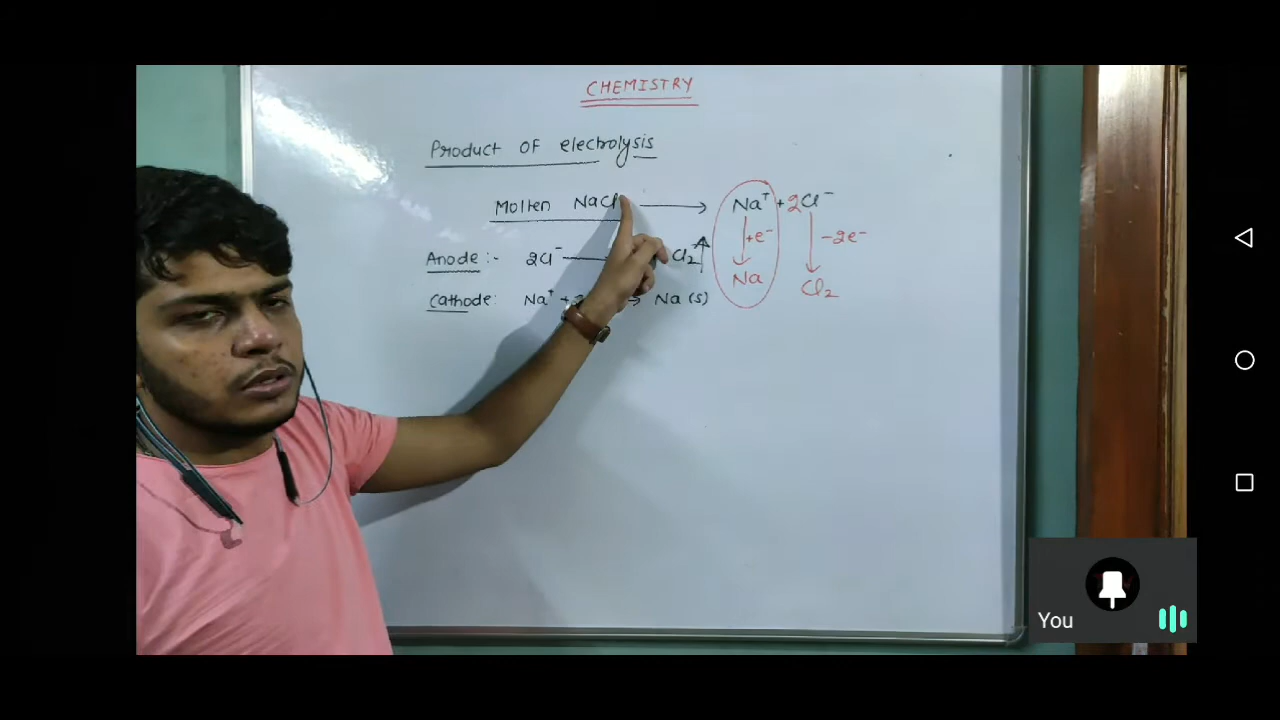 CHEMISTRY
Product OF electrolysis
Molten NaCl ⟶ Na⁺ + 2Cl⁻
+e⁻ -2e⁻
Anode :- 2Cl⁻ Cl₂↑
Na Cl₂
Cathode: Na⁺ + → Na (s)
You